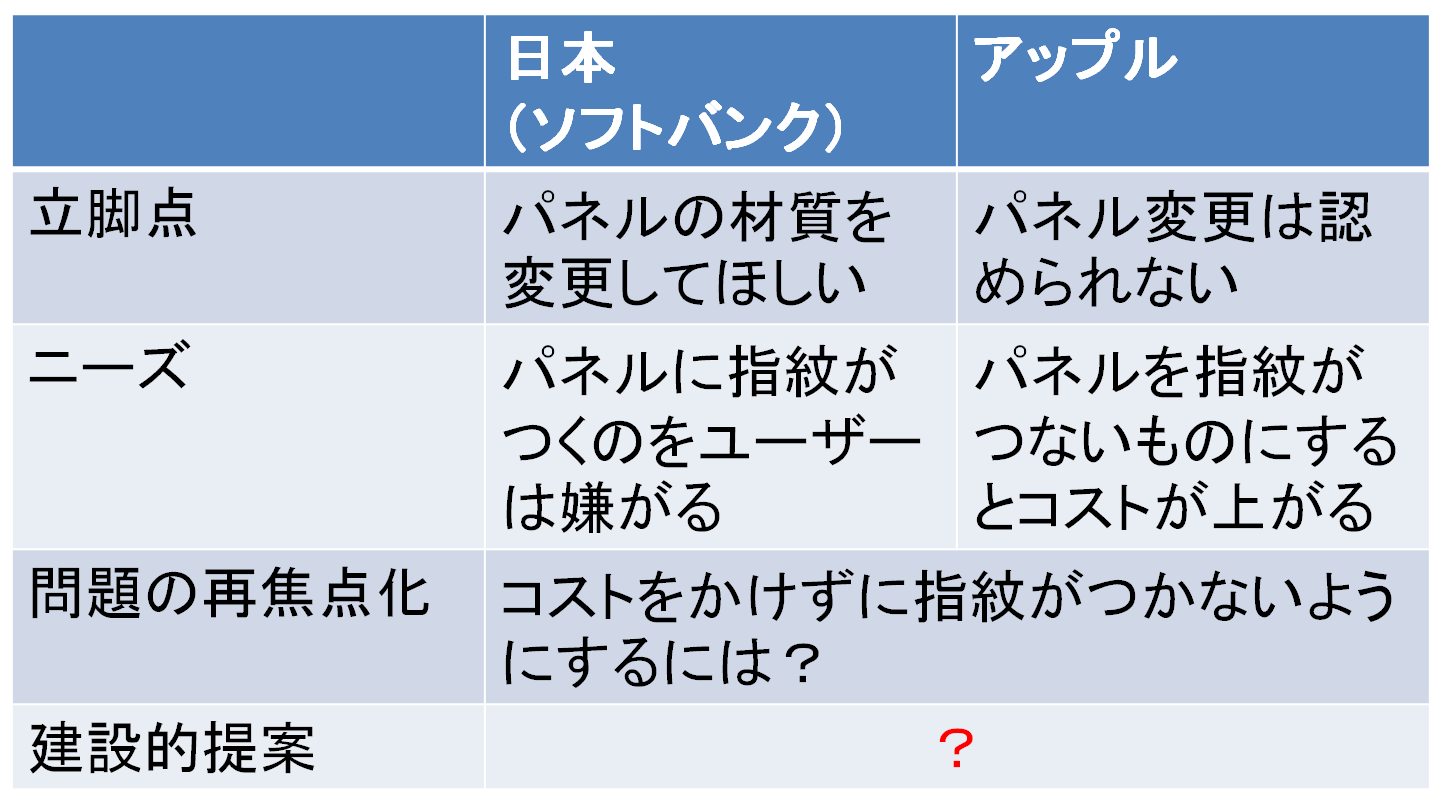 日本
(ソフトバンク)
アップル
立脚点
パネルの材質を
変更してほしい
パネル変更は認
められない
ニーズ
パネルに指紋が
つくのをユーザー
は嫌がる
パネルを指紋が
つないものにする
とコストが上がる
問題の再焦点化
コストをかけずに指紋がつかないよう
にするには？
建設的提案
？